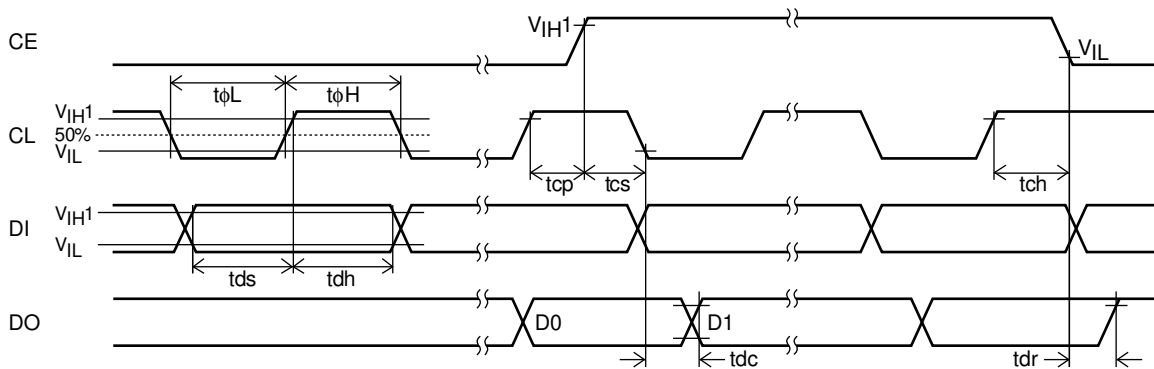 CE
VIH1
VIL
tϕL
tϕH
CL
VIH1
50%
VIL
tcp
tcs
tch
DI
VIH1
VIL
tds
tdh
DO
D0
D1
tdc
tdr